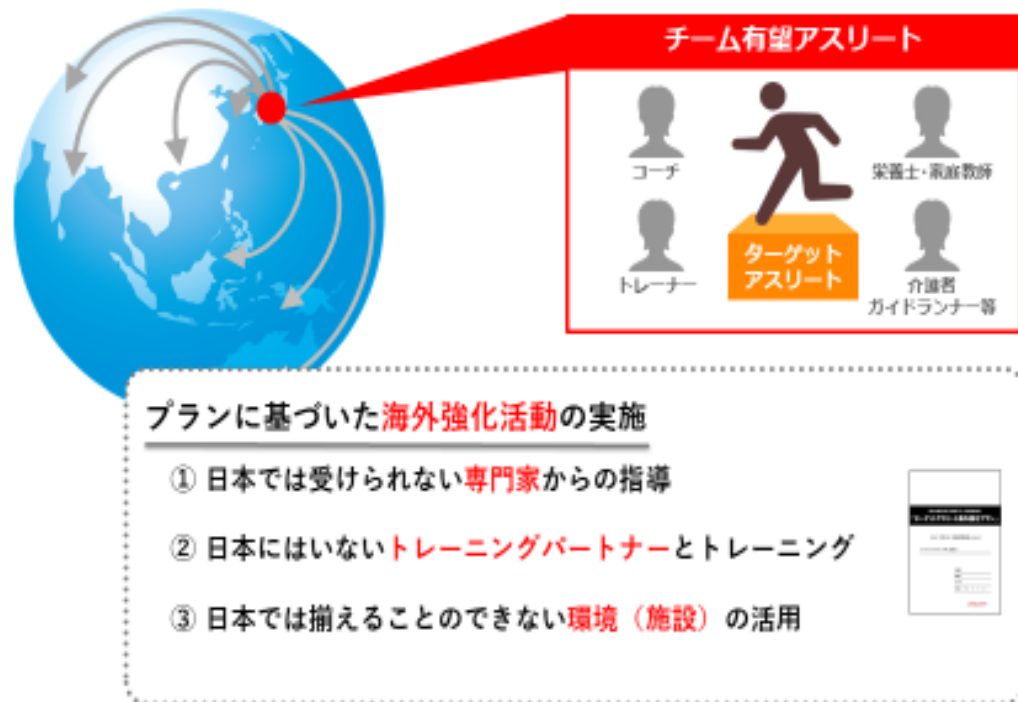 チーム有望アスリート
コーチ
栄養士・家庭教師
トレーナー
ターゲット
アスリート
介護者
ガイドランナー等
プランに基づいた海外強化活動の実施
① 日本では受けられない専門家からの指導
② 日本にはいないトレーニングパートナーとトレーニング
③ 日本では揃えることのできない環境（施設）の活用